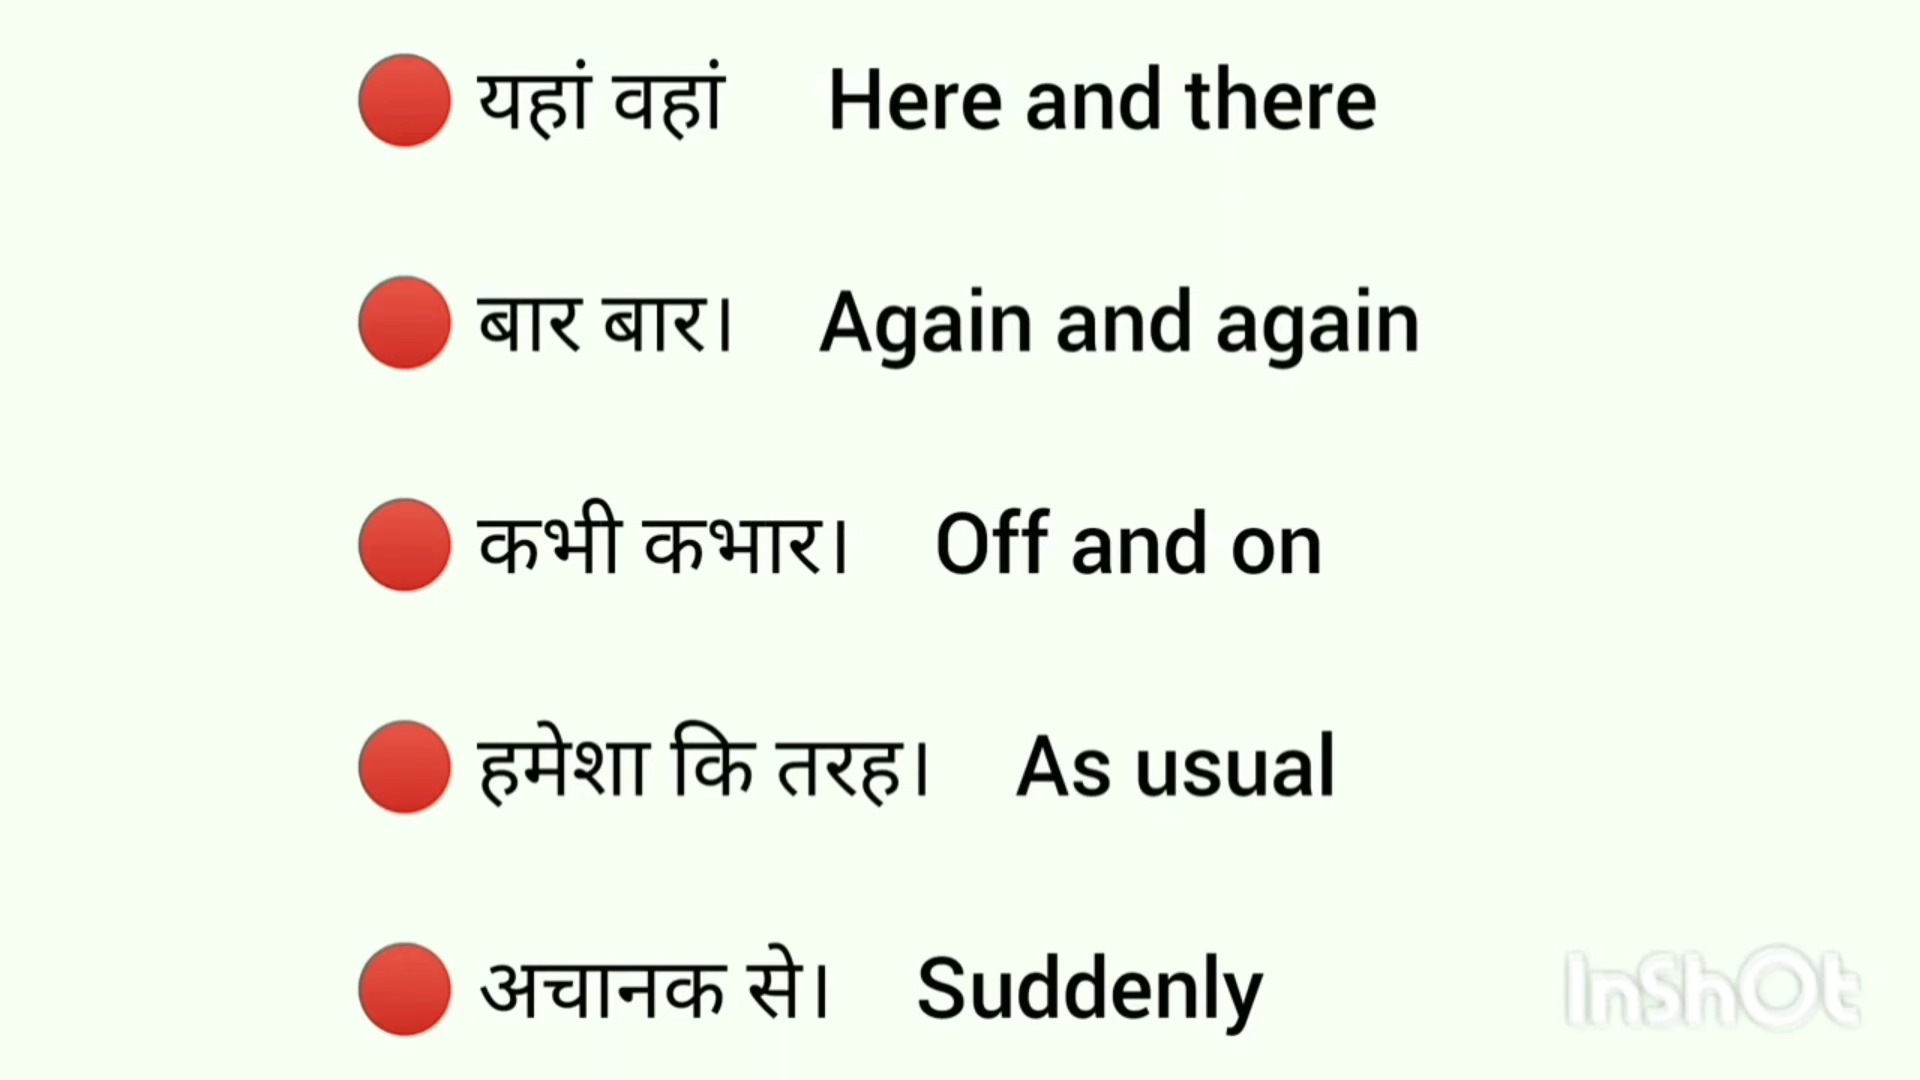 🔴 यहां वहां Here and there
🔴 बार बार। Again and again
🔴 कभी कभार। Off and on
🔴 हमेशा कि तरह। As usual
🔴 अचानक से। Suddenly
InShOt